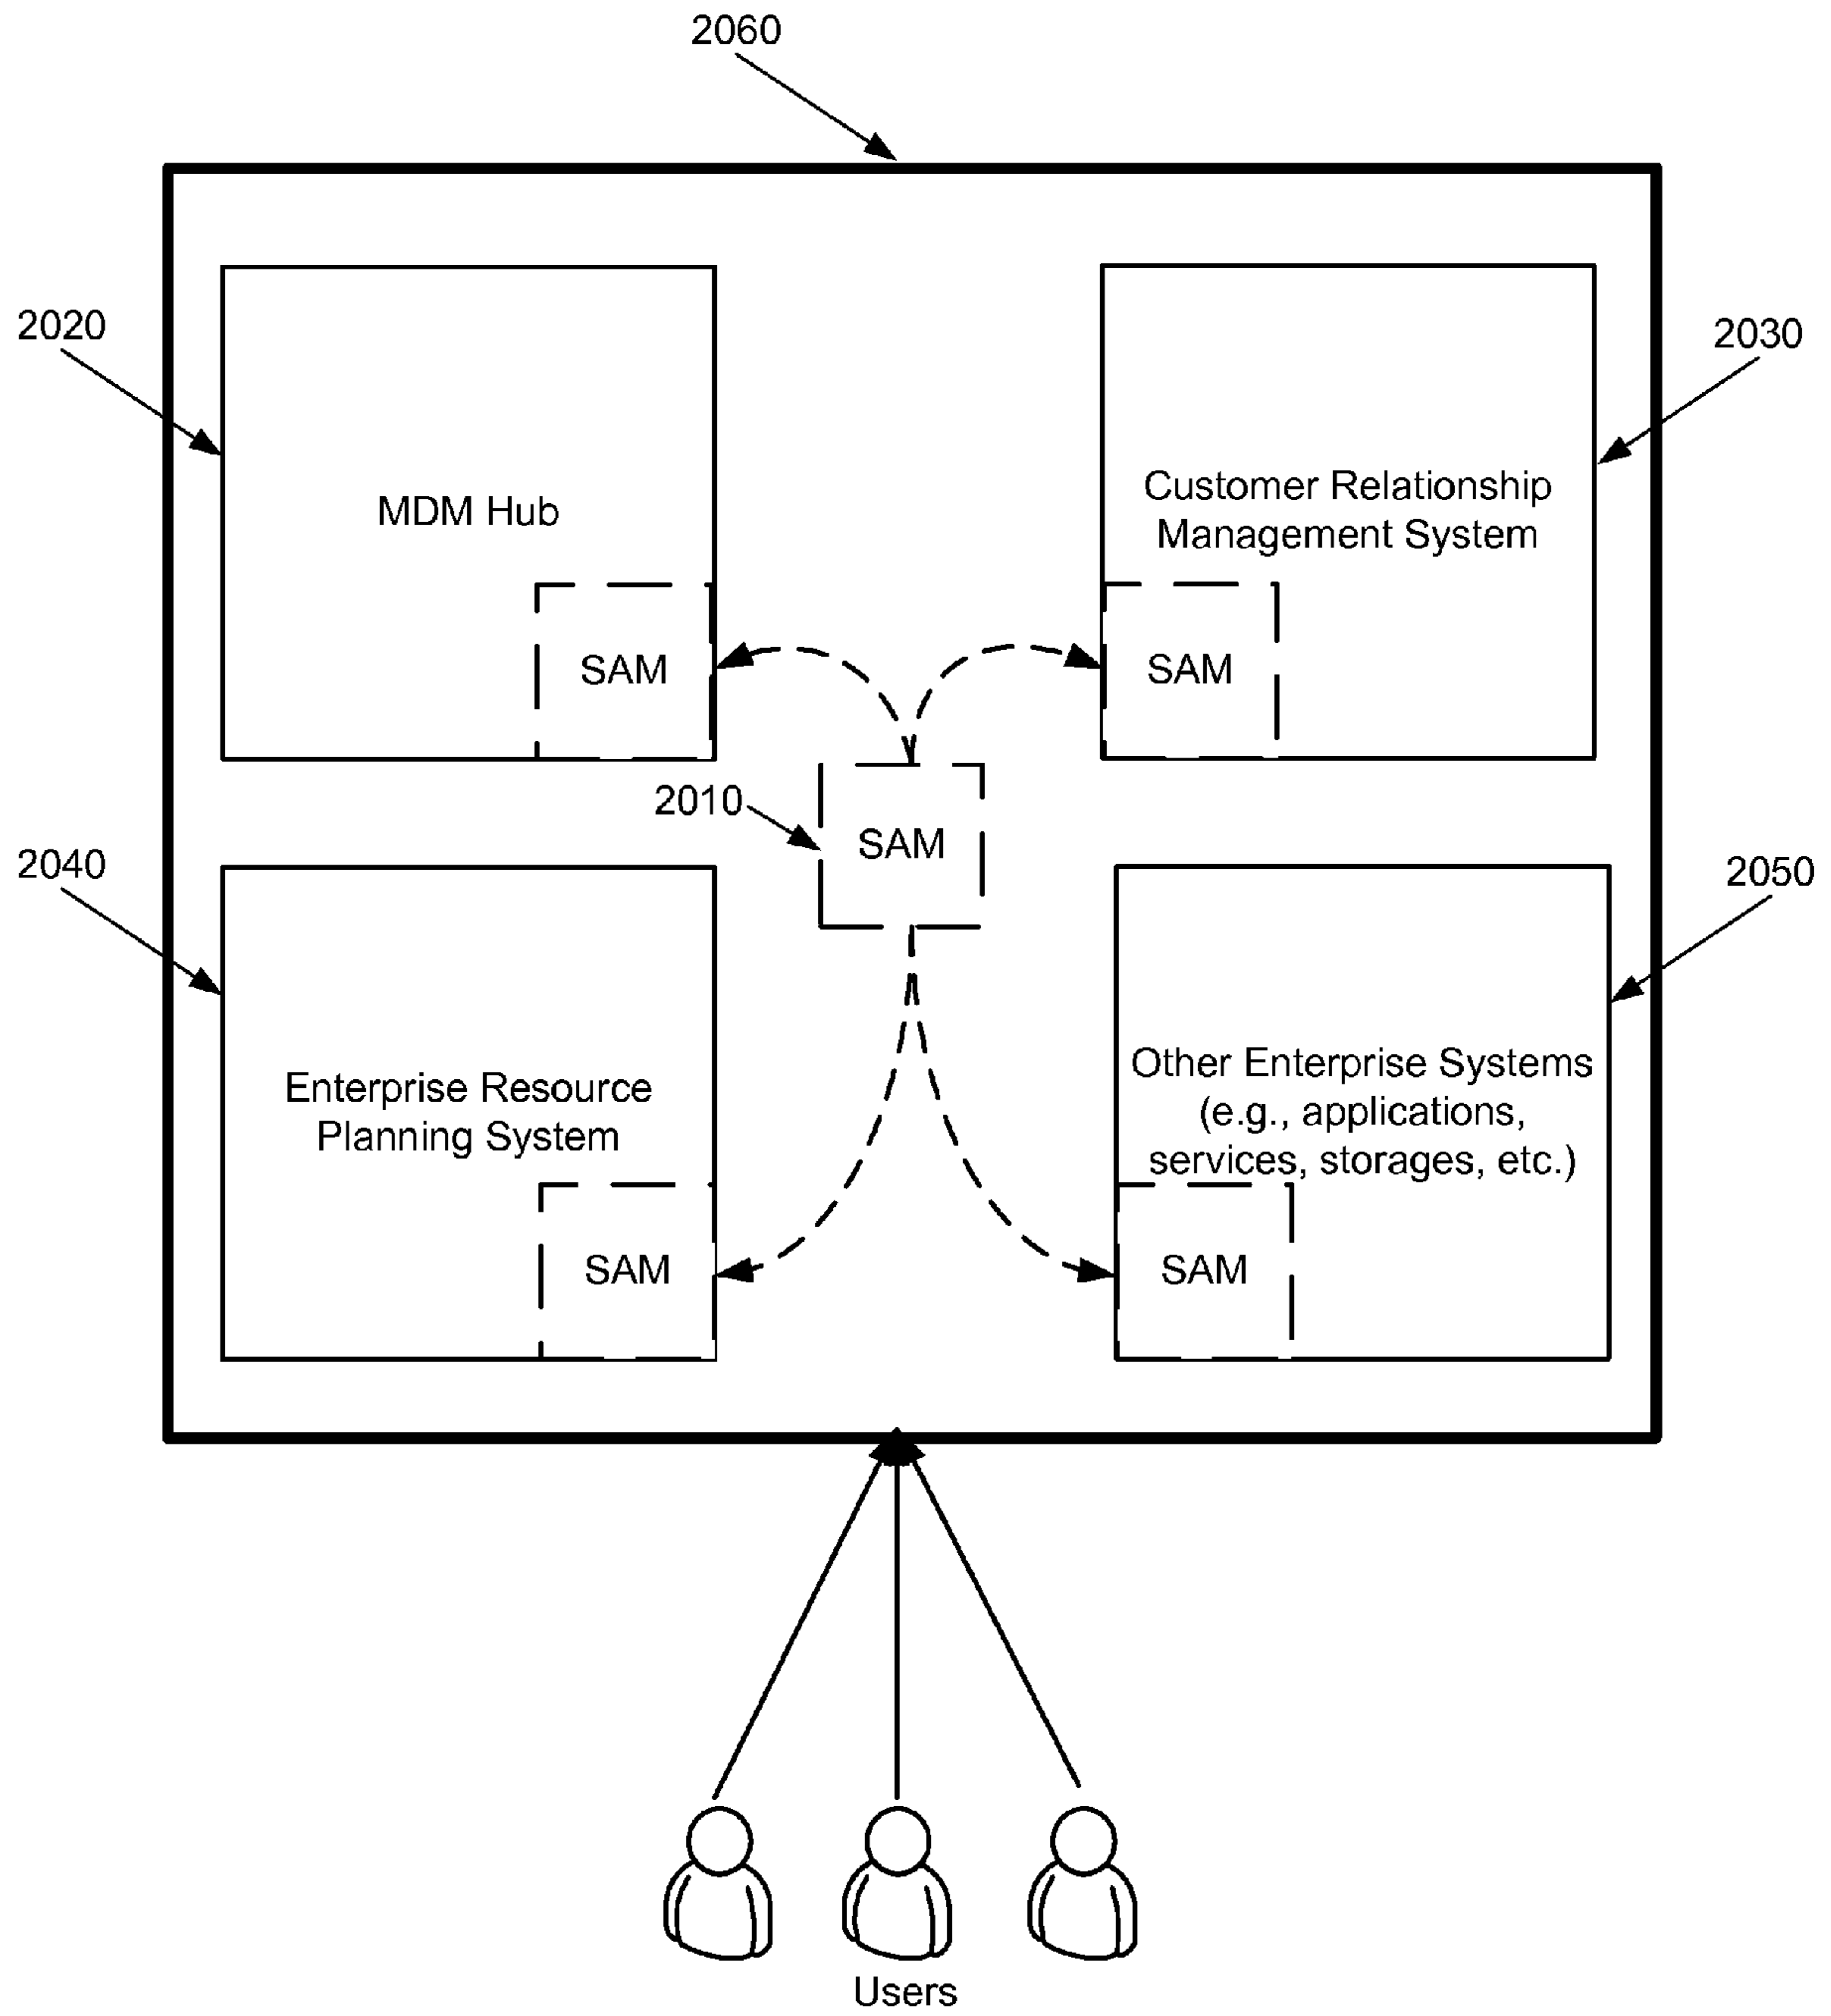 2060
2020
2030
MDM Hub
Customer Relationship
Management System
SAM
SAM
2010
SAM
2040
2050
Enterprise Resource
Planning System
Other Enterprise Systems
(e.g., applications,
services, storages, etc.)
SAM
SAM
Users